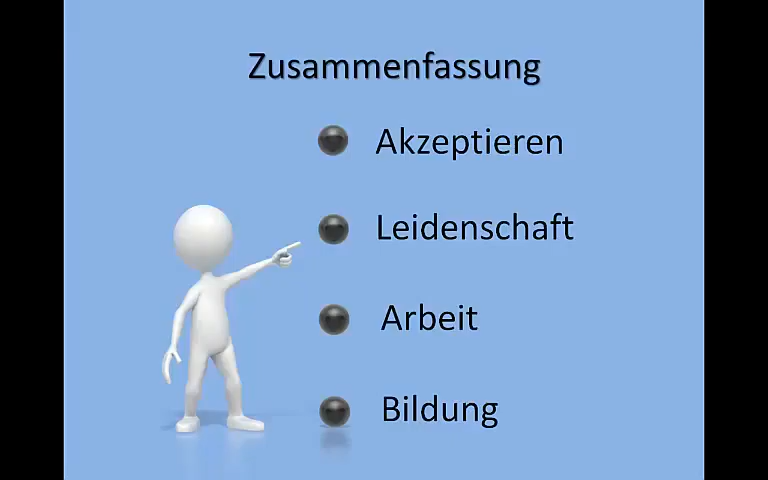 Zusammenfassung
Akzeptieren
Leidenschaft
Arbeit
Bildung